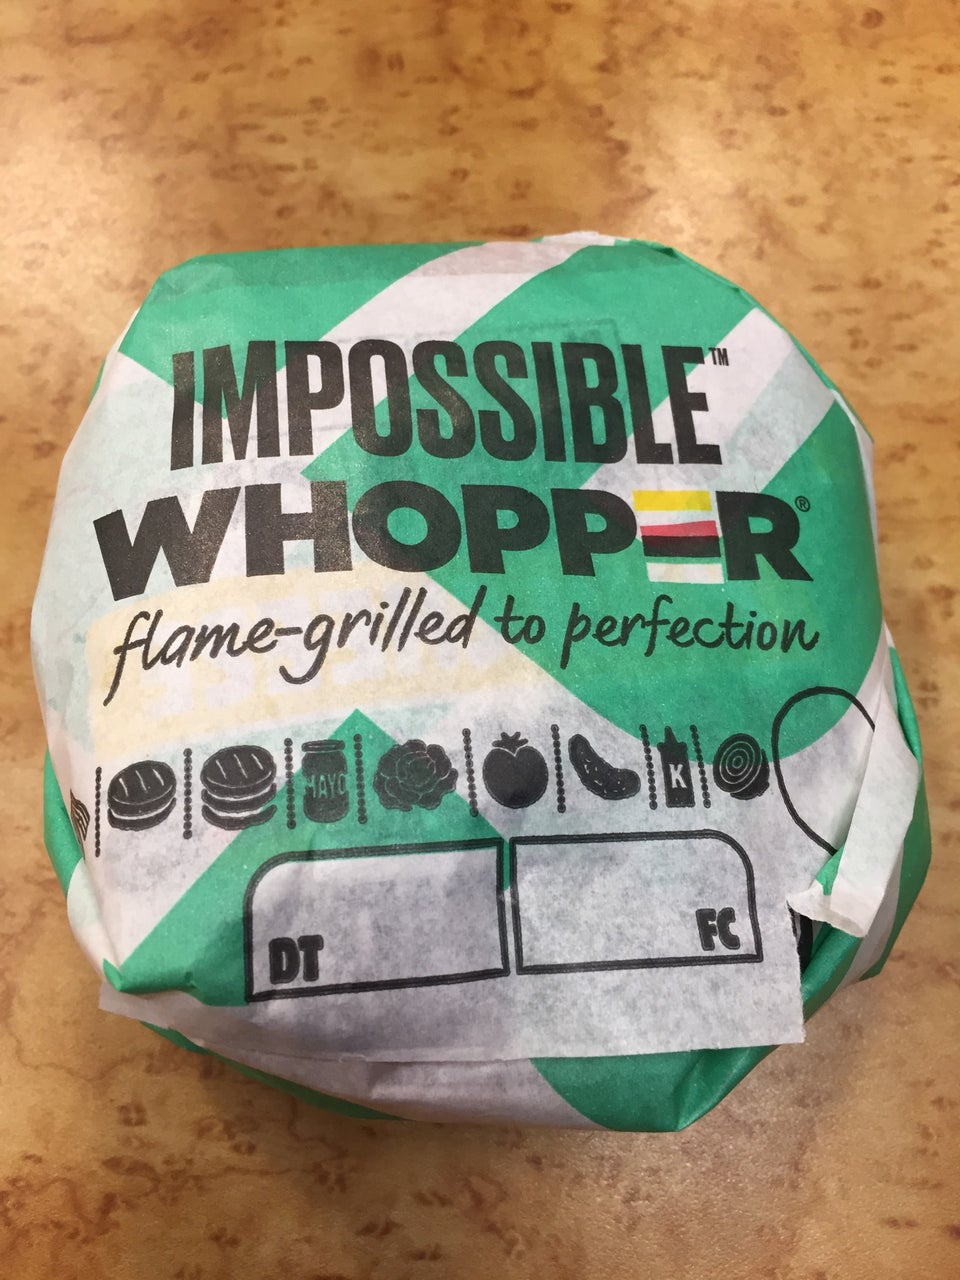 IMPOSSIBLE™
WHOPPER®
flame-grilled to perfection
MAYO
K
DT
FC